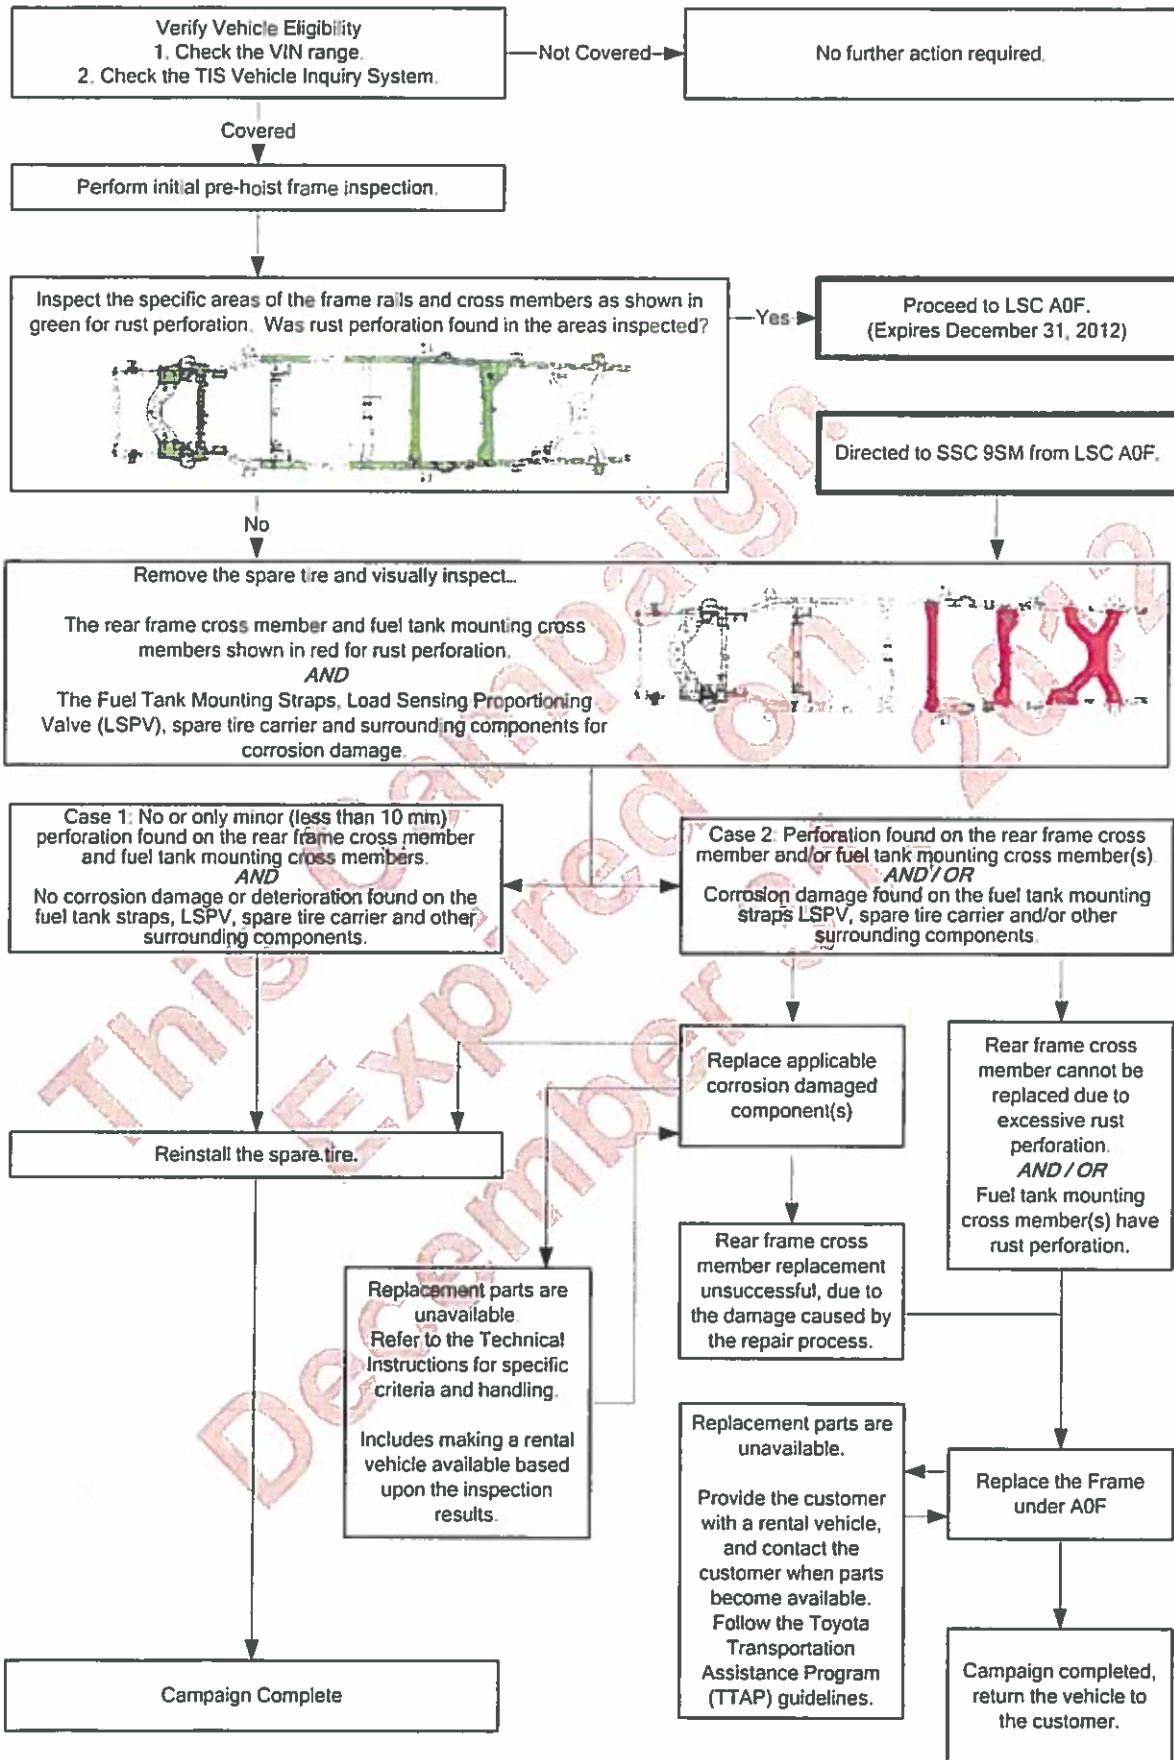 Verify Vehicle Eligibility
1. Check the VIN range.
2. Check the TIS Vehicle Inquiry System.
Not Covered
No further action required.
Covered
Perform initial pre-hoist frame inspection.
Inspect the specific areas of the frame rails and cross members as shown in
green for rust perforation. Was rust perforation found in the areas inspected?
Yes
Proceed to LSC A0F.
(Expires December 31, 2012)
Directed to SSC 9SM from LSC A0F.
No
Remove the spare tire and visually inspect...
The rear frame cross member and fuel tank mounting cross
members shown in red for rust perforation.
AND
The Fuel Tank Mounting Straps, Load Sensing Proportioning
Valve (LSPV), spare tire carrier and surrounding components for
corrosion damage.
Case 1: No or only minor (less than 10 mm)
perforation found on the rear frame cross member
and fuel tank mounting cross members.
AND
No corrosion damage or deterioration found on the
fuel tank straps, LSPV, spare tire carrier and other
surrounding components.
Case 2: Perforation found on the rear frame cross
member and/or fuel tank mounting cross member(s)
AND/OR
Corrosion damage found on the fuel tank mounting
straps LSPV, spare tire carrier and/or other
surrounding components.
Replace applicable
corrosion damaged
component(s)
Rear frame cross
member cannot be
replaced due to
excessive rust
perforation.
AND/OR
Fuel tank mounting
cross member(s) have
rust perforation.
Reinstall the spare tire.
Rear frame cross
member replacement
unsuccessful, due to
the damage caused by
the repair process.
Replacement parts are
unavailable
Refer to the Technical
Instructions for specific
criteria and handling.
Includes making a rental
vehicle available based
upon the inspection
results.
Replacement parts are
unavailable.
Provide the customer
with a rental vehicle,
and contact the
customer when parts
become available.
Follow the Toyota
Transportation
Assistance Program
(TTAP) guidelines.
Replace the Frame
under A0F
Campaign Complete
Campaign completed,
return the vehicle to
the customer.
This Campaign
Expired on
December 31, 2012